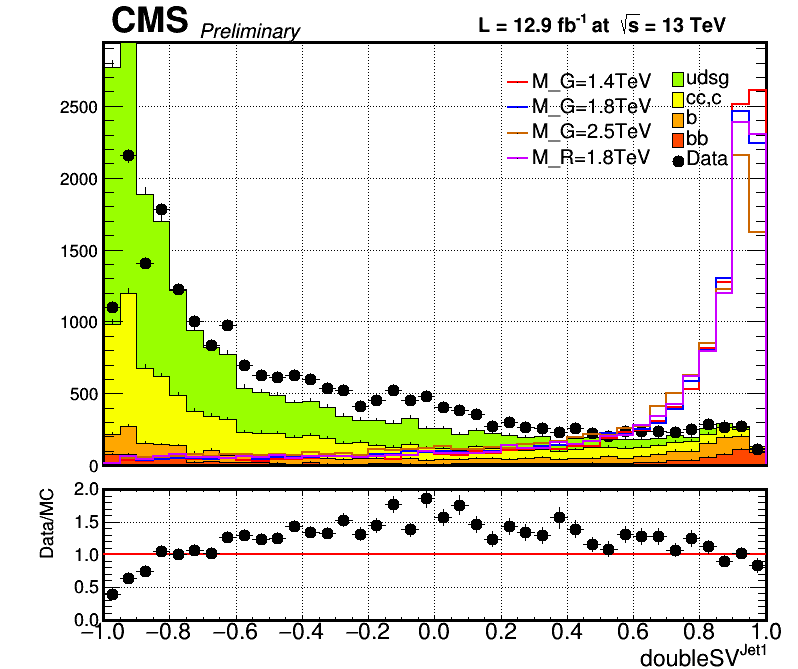 CMS Preliminary L = 12.9 fb⁻¹ at √s = 13 TeV
M_G=1.4TeV
M_G=1.8TeV
M_G=2.5TeV
M_R=1.8TeV
udsg
cc,c
b
bb
Data
2500
2000
1500
1000
500
0
Data/MC
2.0
1.5
1.0
0.5
0.0
−1.0 −0.8 −0.6 −0.4 −0.2 0.0 0.2 0.4 0.6 0.8 1.0
doubleSV^Jet1